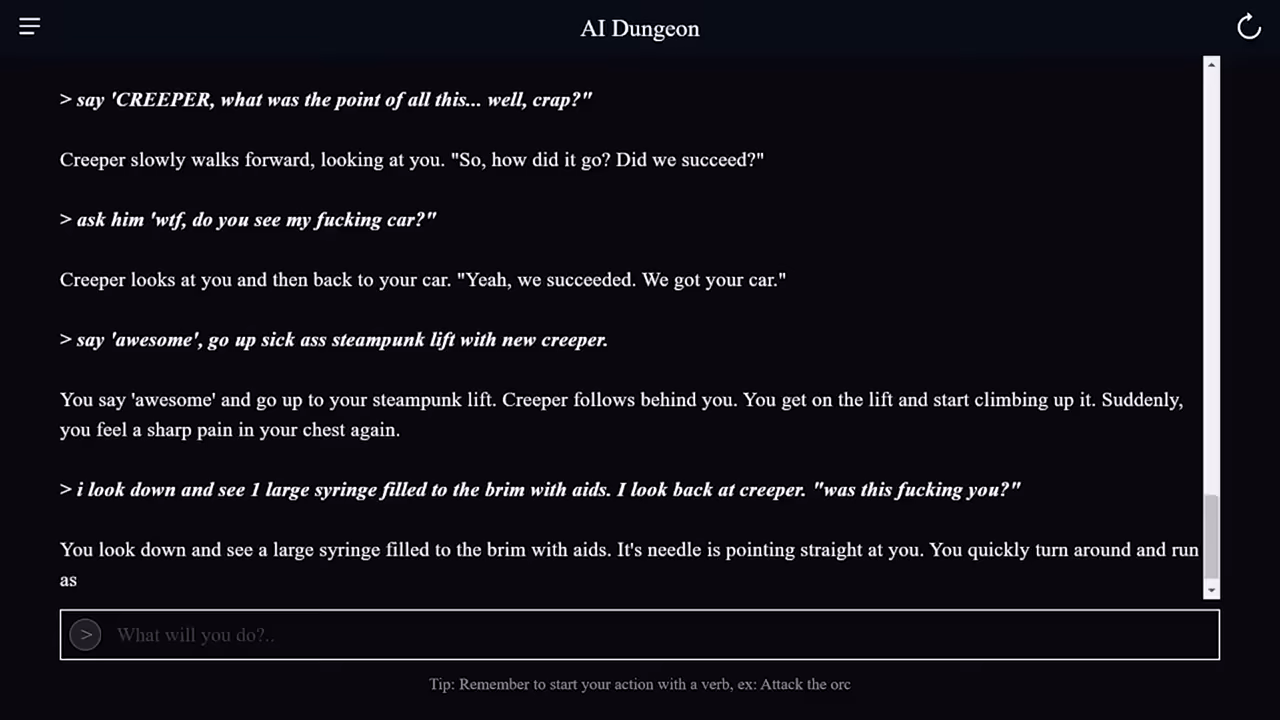 AI Dungeon
> say 'CREEPER, what was the point of all this... well, crap?"
Creeper slowly walks forward, looking at you. "So, how did it go? Did we succeed?"
> ask him 'wtf, do you see my fucking car?"
Creeper looks at you and then back to your car. "Yeah, we succeeded. We got your car."
> say 'awesome', go up sick ass steampunk lift with new creeper.
You say 'awesome' and go up to your steampunk lift. Creeper follows behind you. You get on the lift and start climbing up it. Suddenly,
you feel a sharp pain in your chest again.
> i look down and see 1 large syringe filled to the brim with aids. I look back at creeper. "was this fucking you?"
You look down and see a large syringe filled to the brim with aids. It's needle is pointing straight at you. You quickly turn around and run
as
> What will you do?..
Tip: Remember to start your action with a verb, ex: Attack the orc